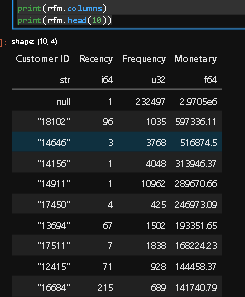 print(rfm.columns)
print(rfm.head(10))
]: shape: (10, 4)
Customer ID Recency Frequency Monetary
str i64 u32 f64
null 1 232497 2.9705e6
"18102" 96 1035 597336.11
"14646" 3 3768 516874.5
"14156" 1 4048 313946.37
"14911" 1 10962 289670.66
"17450" 4 425 246973.09
"13694" 67 1502 193351.65
"17511" 7 1838 168224.23
"12415" 71 928 144458.37
"16684" 215 689 141740.79